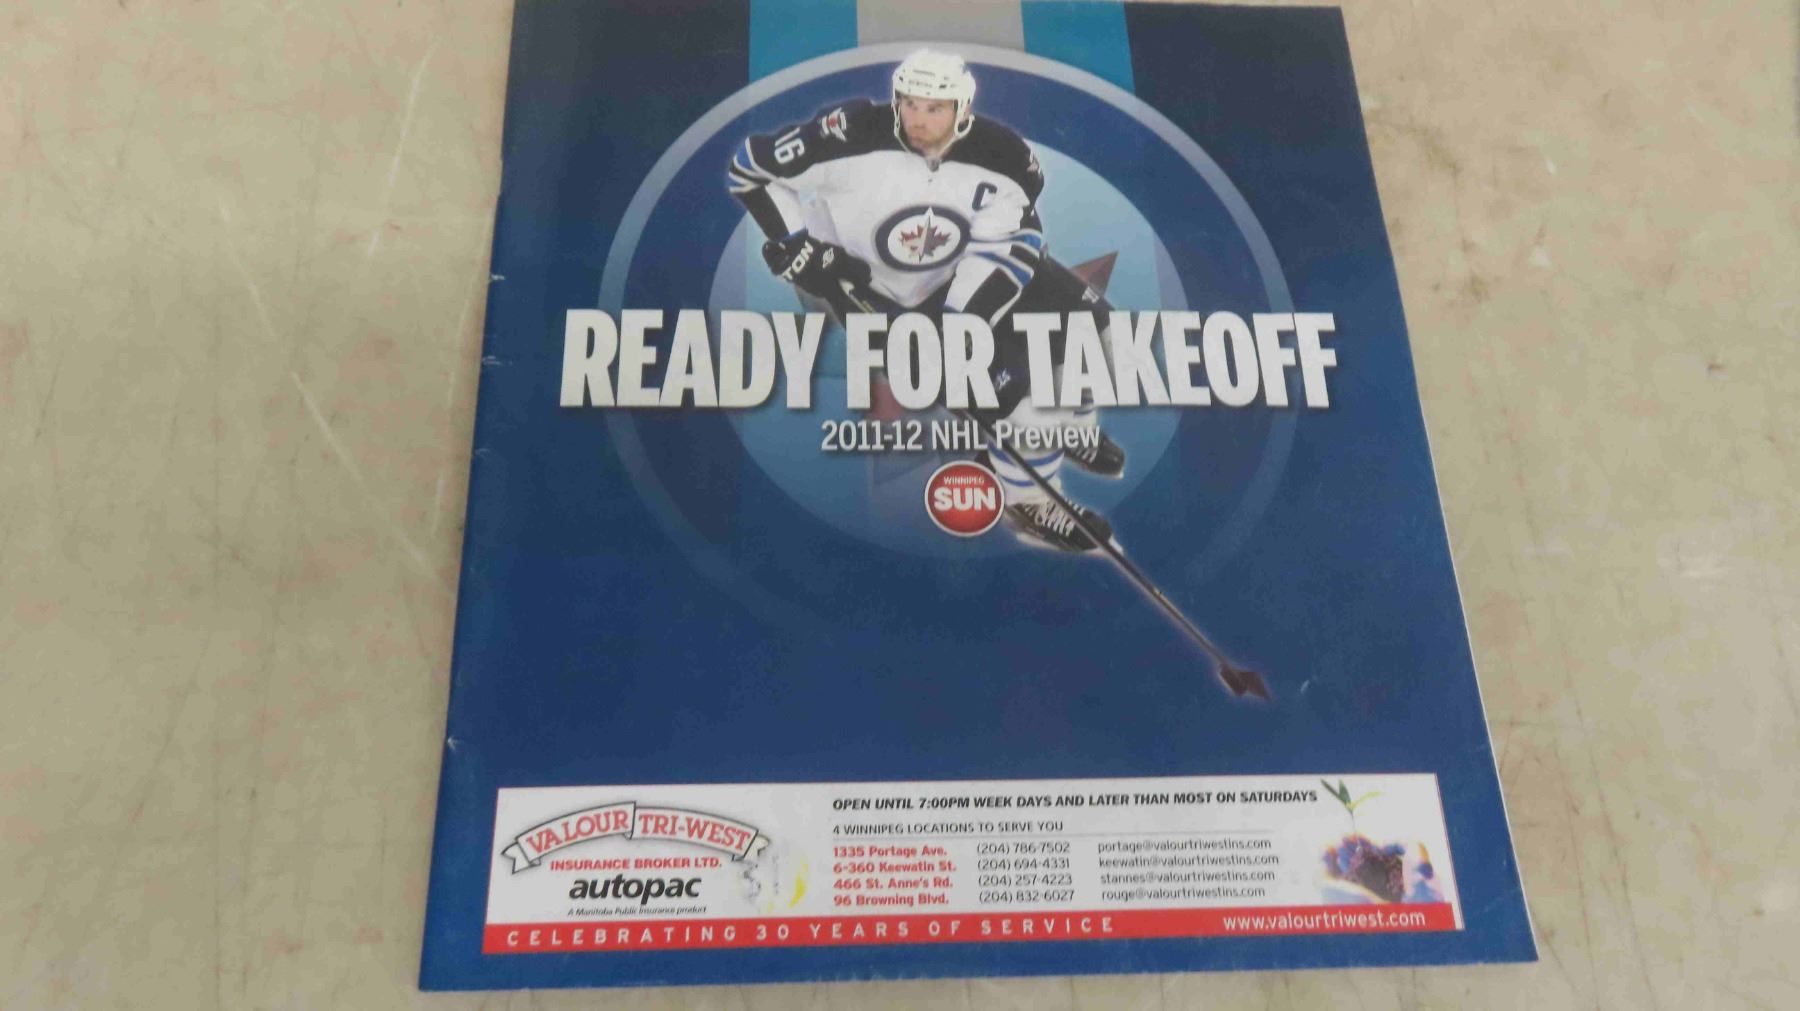 16
C
TON
READY FOR TAKEOFF
2011-12 NHL Preview
WINNIPEG
SUN
VALOUR TRI-WEST
INSURANCE BROKER LTD.
autopac
A Manitoba Public Insurance product
OPEN UNTIL 7:00PM WEEK DAYS AND LATER THAN MOST ON SATURDAYS
4 WINNIPEG LOCATIONS TO SERVE YOU
1335 Portage Ave. (204) 786-7502 portage@valourtriwestins.com
6-360 Keewatin St. (204) 694-4331 keewatin@valourtriwestins.com
466 St. Anne's Rd. (204) 257-4223 stannes@valourtriwestins.com
96 Browning Blvd. (204) 832-6027 rouge@valourtriwestins.com
CELEBRATING 30 YEARS OF SERVICE www.valourtriwest.com